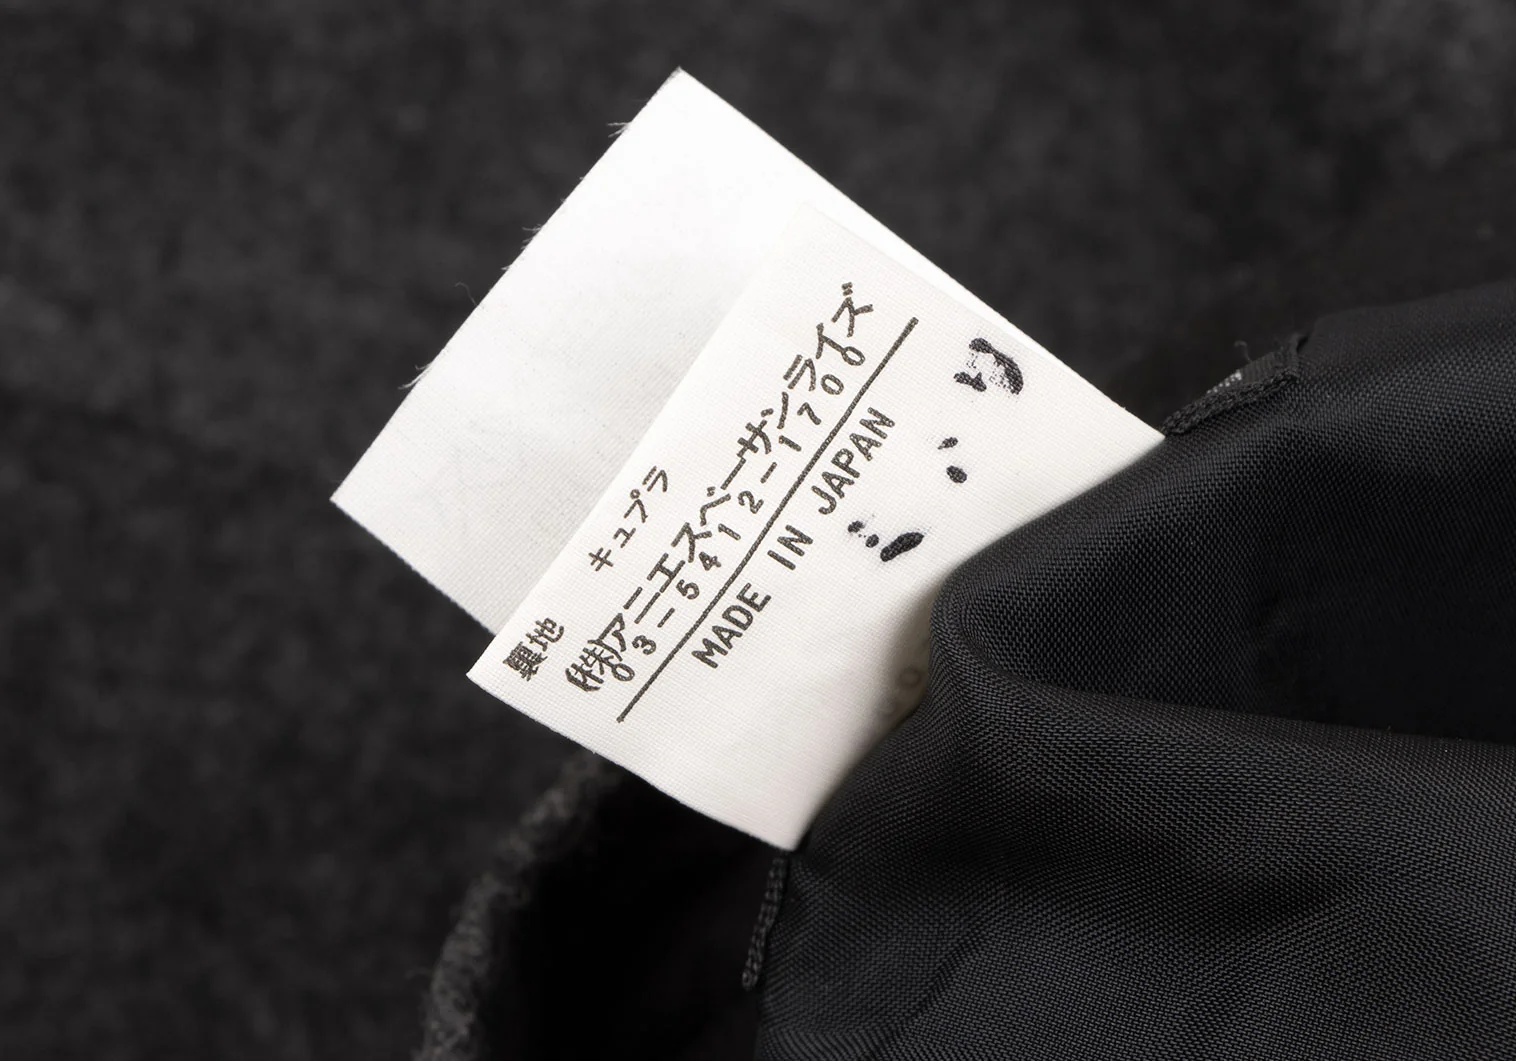 裏地 キュプラ
㈱アニエスベーサンライズ
03-5412-1700
MADE IN JAPAN